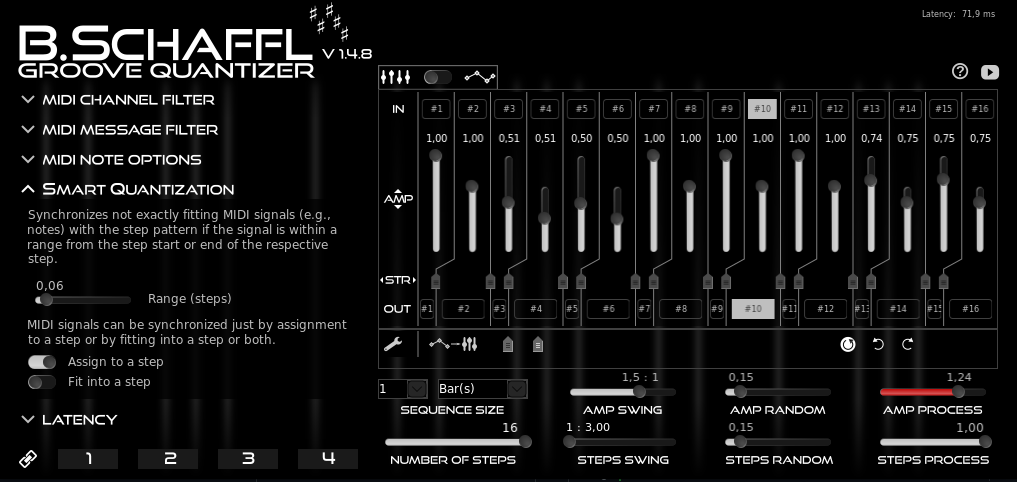 Latency: 71,9 ms
B.SCHAFFL
V 1.4.8
GROOVE QUANTIZER
MIDI CHANNEL FILTER
MIDI MESSAGE FILTER
MIDI NOTE OPTIONS
SMART QUANTIZATION
Synchronizes not exactly fitting MIDI signals (e.g.,
notes) with the step pattern if the signal is within a
range from the step start or end of the respective
step.
0,06
Range (steps)
MIDI signals can be synchronized just by assignment
to a step or by fitting into a step or both.
Assign to a step
Fit into a step
LATENCY
1 2 3 4
IN #1 #2 #3 #4 #5 #6 #7 #8 #9 #10 #11 #12 #13 #14 #15 #16
1,00 1,00 0,51 0,51 0,50 0,50 1,00 1,00 1,00 1,00 1,00 1,00 0,74 0,75 0,75 0,75
AMP
STR
OUT #1 #2 #3 #4 #5 #6 #7 #8 #9 #10 #11 #12 #13 #14 #15 #16
1 Bar(s)
SEQUENCE SIZE
16
NUMBER OF STEPS
1,5 : 1
AMP SWING
1 : 3,00
STEPS SWING
0,15
AMP RANDOM
0,15
STEPS RANDOM
1,24
AMP PROCESS
1,00
STEPS PROCESS